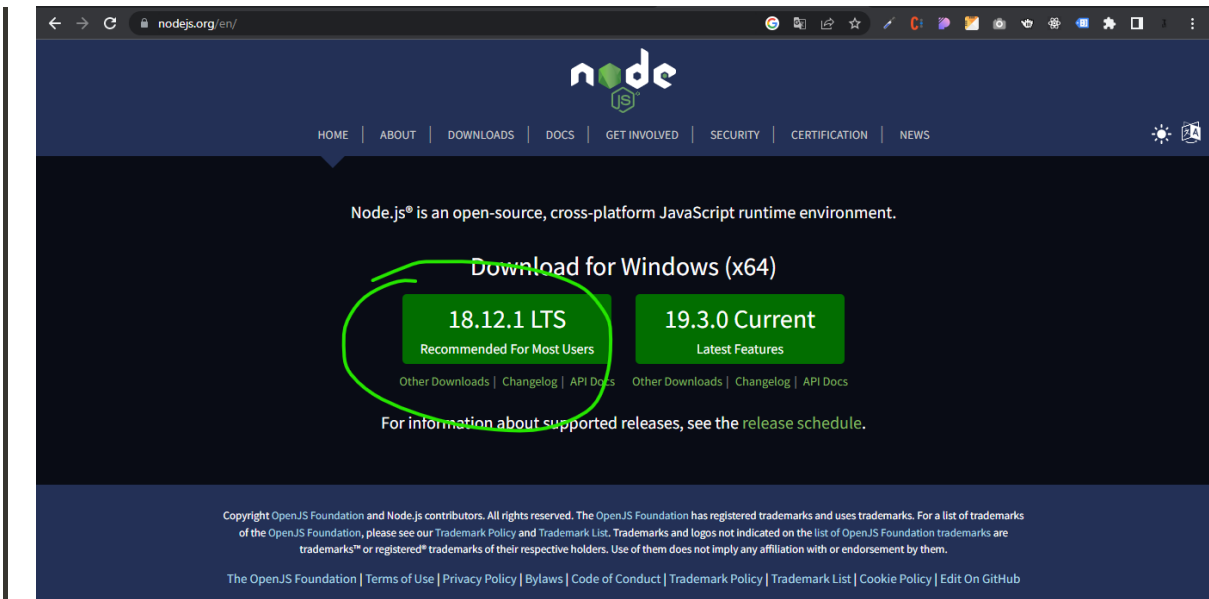 nodejs.org/en/
node
JS
HOME | ABOUT | DOWNLOADS | DOCS | GET INVOLVED | SECURITY | CERTIFICATION | NEWS
Node.js® is an open-source, cross-platform JavaScript runtime environment.
Download for Windows (x64)
18.12.1 LTS
Recommended For Most Users
Other Downloads | Changelog | API Docs
19.3.0 Current
Latest Features
Other Downloads | Changelog | API Docs
For information about supported releases, see the release schedule.
Copyright OpenJS Foundation and Node.js contributors. All rights reserved. The OpenJS Foundation has registered trademarks and uses trademarks. For a list of trademarks
of the OpenJS Foundation, please see our Trademark Policy and Trademark List. Trademarks and logos not indicated on the list of OpenJS Foundation trademarks are
trademarks™ or registered® trademarks of their respective holders. Use of them does not imply any affiliation with or endorsement by them.
The OpenJS Foundation | Terms of Use | Privacy Policy | Bylaws | Code of Conduct | Trademark Policy | Trademark List | Cookie Policy | Edit On GitHub